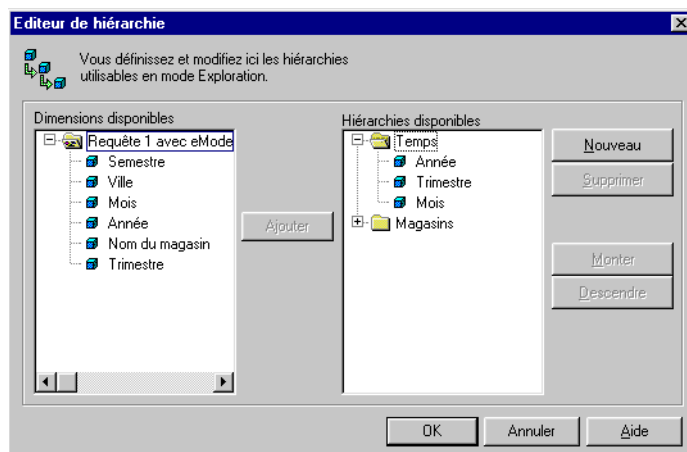 Editeur de hiérarchie
Vous définissez et modifiez ici les hiérarchies
utilisables en mode Exploration.
Dimensions disponibles
Requête 1 avec eMode
Semestre
Ville
Mois
Année
Nom du magasin
Trimestre
Ajouter
Hiérarchies disponibles
Temps
Année
Trimestre
Mois
Magasins
Nouveau
Supprimer
Monter
Descendre
OK
Annuler
Aide